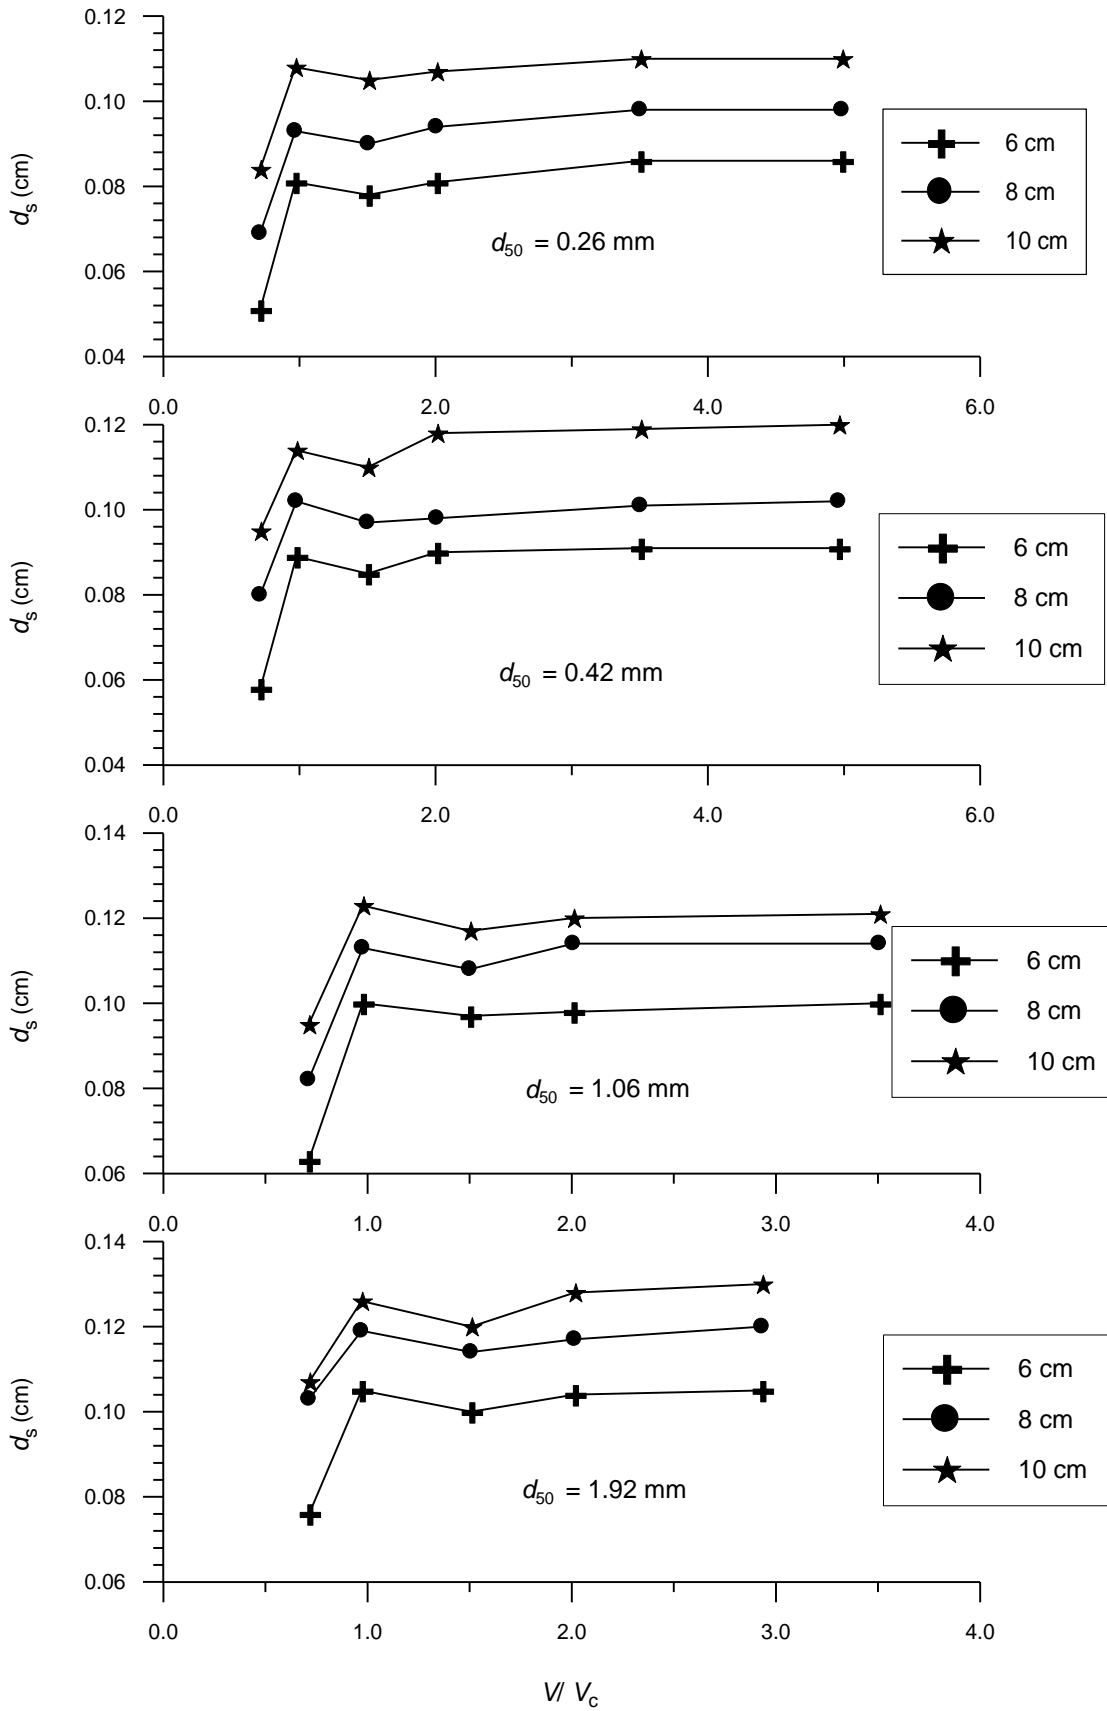 0.12
0.10
0.08
0.06
0.04
d_s (cm)
0.0 2.0 4.0 6.0
d_50 = 0.26 mm
6 cm
8 cm
10 cm
0.12
0.10
0.08
0.06
0.04
d_s (cm)
0.0 2.0 4.0 6.0
d_50 = 0.42 mm
6 cm
8 cm
10 cm
0.14
0.12
0.10
0.08
0.06
d_s (cm)
0.0 1.0 2.0 3.0 4.0
d_50 = 1.06 mm
6 cm
8 cm
10 cm
0.14
0.12
0.10
0.08
0.06
d_s (cm)
0.0 1.0 2.0 3.0 4.0
d_50 = 1.92 mm
6 cm
8 cm
10 cm
V/ V_c